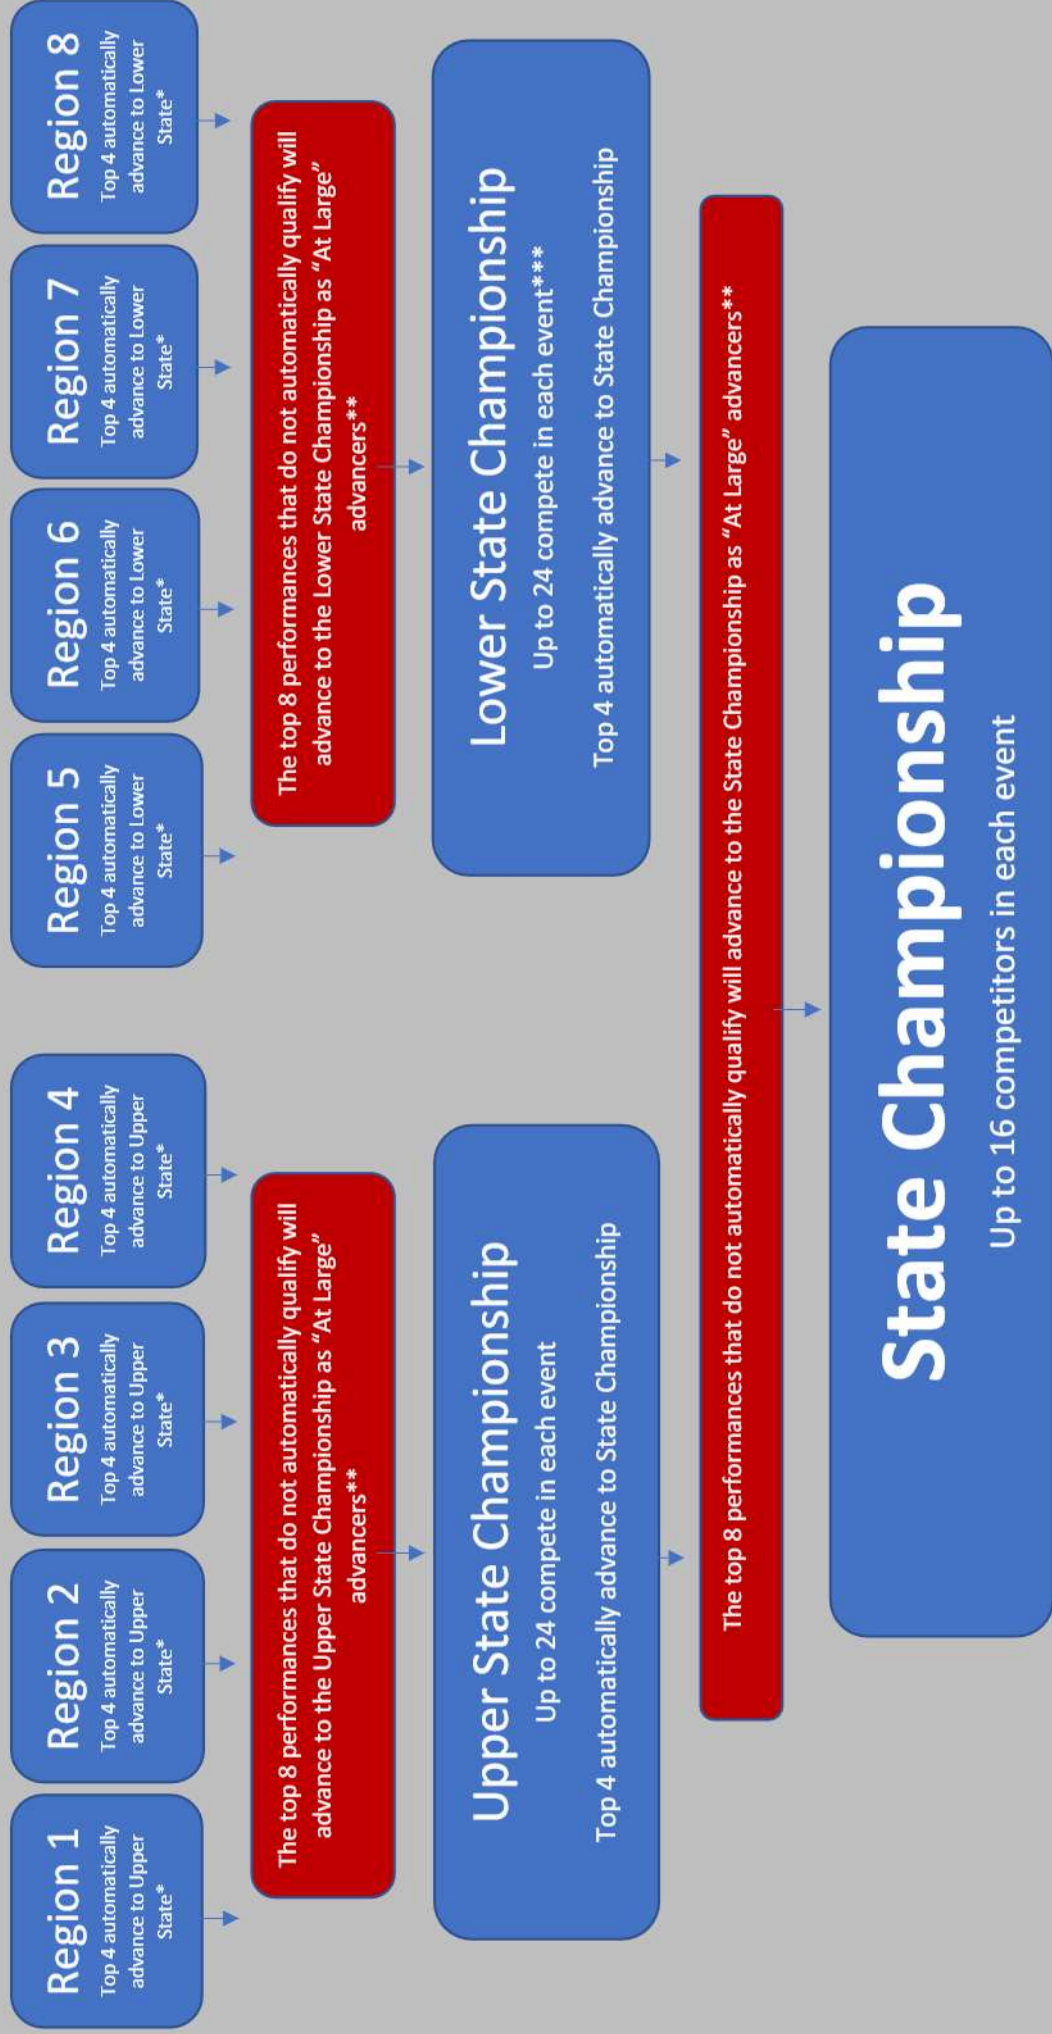 Region 1
Top 4 automatically
advance to Upper
State*
Region 2
Top 4 automatically
advance to Upper
State*
Region 3
Top 4 automatically
advance to Upper
State*
Region 4
Top 4 automatically
advance to Upper
State*
Region 5
Top 4 automatically
advance to Lower
State*
Region 6
Top 4 automatically
advance to Lower
State*
Region 7
Top 4 automatically
advance to Lower
State*
Region 8
Top 4 automatically
advance to Lower
State*
The top 8 performances that do not automatically qualify will
advance to the Upper State Championship as “At Large”
advancers**
The top 8 performances that do not automatically qualify will
advance to the Lower State Championship as “At Large”
advancers**
Upper State Championship
Up to 24 compete in each event
Top 4 automatically advance to State Championship
Lower State Championship
Up to 24 compete in each event***
Top 4 automatically advance to State Championship
The top 8 performances that do not automatically qualify will advance to the State Championship as “At Large” advancers**
State Championship
Up to 16 competitors in each event